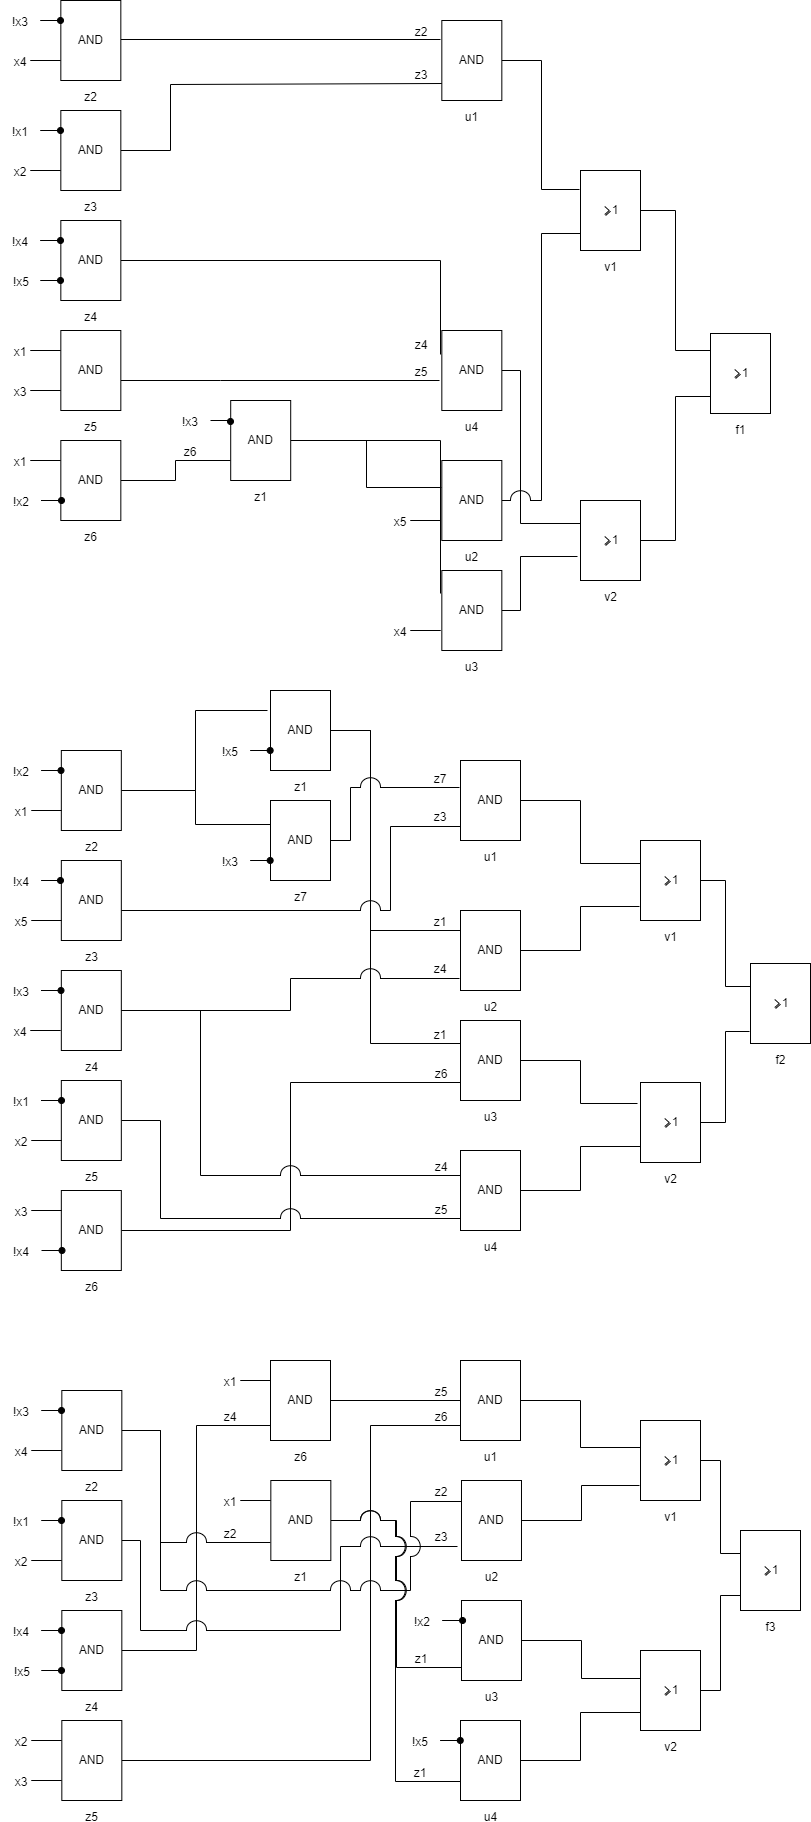 !x3
AND
z2
AND
x4
z3
u1
z2
!x1
AND
x2
z3
⩾1
v1
!x4
AND
!x5
z4
x1
AND
z4
AND
x3
z5
⩾1
z5
!x3
AND
u4
f1
x1
z6
AND
!x2
z1
AND
z6
x5
⩾1
u2
v2
AND
x4
u3
AND
!x5
!x2
z1
z7
AND
AND
x1
z3
AND
z2
!x3
u1
!x4
z7
⩾1
AND
x5
z1
v1
AND
z3
z4
!x3
u2
⩾1
AND
x4
z1
AND
f2
z4
z6
!x1
u3
⩾1
AND
x2
z4
v2
z5
AND
x3
z5
AND
u4
!x4
z6
x1
AND
z5
AND
!x3
z4
z6
AND
x4
z6
u1
⩾1
z2
x1
z2
v1
!x1
AND
AND
x2
z2
z3
z3
z1
u2
⩾1
!x4
!x2
f3
AND
AND
!x5
z1
z4
u3
⩾1
x2
!x5
v2
AND
AND
x3
z1
z5
u4